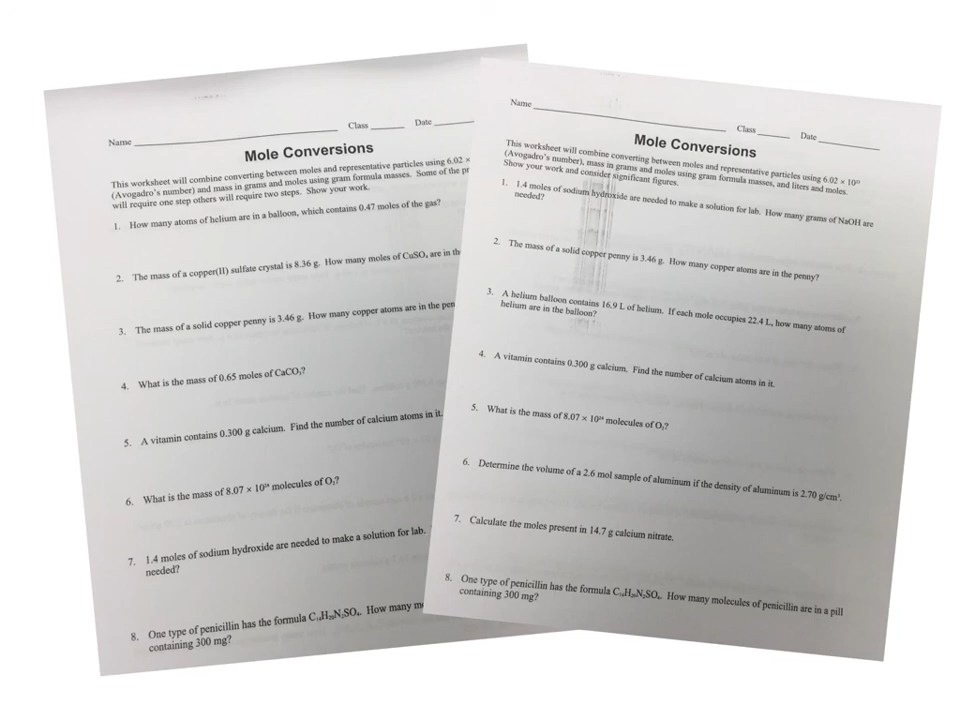 Name
Class
Date
Mole Conversions
This worksheet will combine converting between moles and representative particles using 6.02 ×
(Avogadro's number) and mass in grams and moles using gram formula masses. Some of the pr
will require one step others will require two steps. Show your work.
1. How many atoms of helium are in a balloon, which contains 0.47 moles of the gas?
2. The mass of a copper(II) sulfate crystal is 8.36 g. How many moles of CuSO₄ are in th
3. The mass of a solid copper penny is 3.46 g. How many copper atoms are in the pen
4. What is the mass of 0.65 moles of CaCO₃?
5. A vitamin contains 0.300 g calcium. Find the number of calcium atoms in it.
6. What is the mass of 8.07 × 10²⁴ molecules of O₂?
7. 1.4 moles of sodium hydroxide are needed to make a solution for lab.
needed?
8. One type of penicillin has the formula How many m
containing 300 mg?
Name
Class
Date
Mole Conversions
This worksheet will combine converting between moles and representative particles using 6.02 × 10²³
(Avogadro's number), mass in grams and moles using gram formula masses, and liters and moles.
Show your work and consider significant figures.
1. 1.4 moles of sodium hydroxide are needed to make a solution for lab. How many grams of NaOH are
needed?
2. The mass of a solid copper penny is 3.46 g. How many copper atoms are in the penny?
3. A helium balloon contains 16.9 L of helium. If each mole occupies 22.4 L, how many atoms of
helium are in the balloon?
4. A vitamin contains 0.300 g calcium. Find the number of calcium atoms in it.
5. What is the mass of 8.07 × 10²⁴ molecules of O₂?
6. Determine the volume of a 2.6 mol sample of aluminum if the density of aluminum is 2.70 g/cm³.
7. Calculate the moles present in 14.7 g calcium nitrate.
8. One type of penicillin has the formula How many molecules of penicillin are in a pill
containing 300 mg?